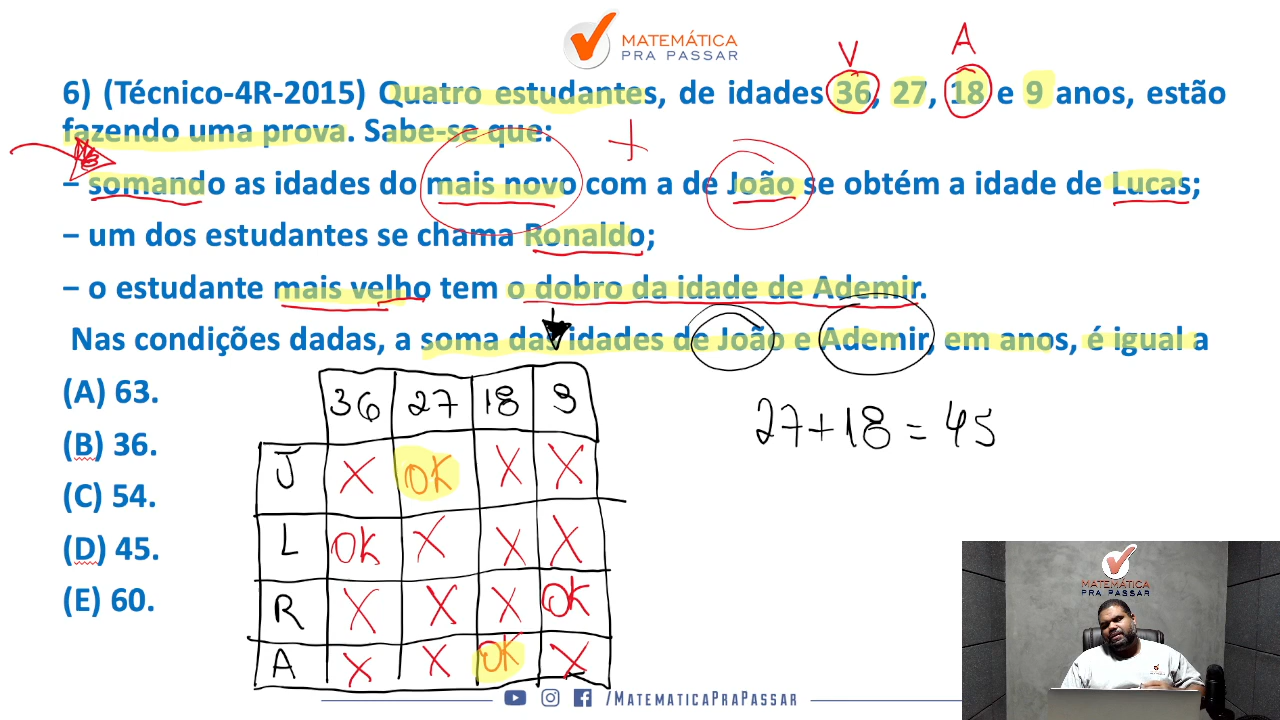 MATEMÁTICA
PRA PASSAR
V
A
6) (Técnico-4R-2015) Quatro estudantes, de idades 36, 27, 18 e 9 anos, estão
fazendo uma prova. Sabe-se que:
+
– somando as idades do mais novo com a de João se obtém a idade de Lucas;
– um dos estudantes se chama Ronaldo;
– o estudante mais velho tem o dobro da idade de Ademir.
Nas condições dadas, a soma das idades de João e Ademir, em anos, é igual a
(A) 63.
(B) 36.
(C) 54.
(D) 45.
(E) 60.
36 27 18 9
J X OK X X
L OK X X X
R X X X OK
A X X OK X
27+18=45
MATEMÁTICA
PRA PASSAR
/MATEMATICAPRAPASSAR